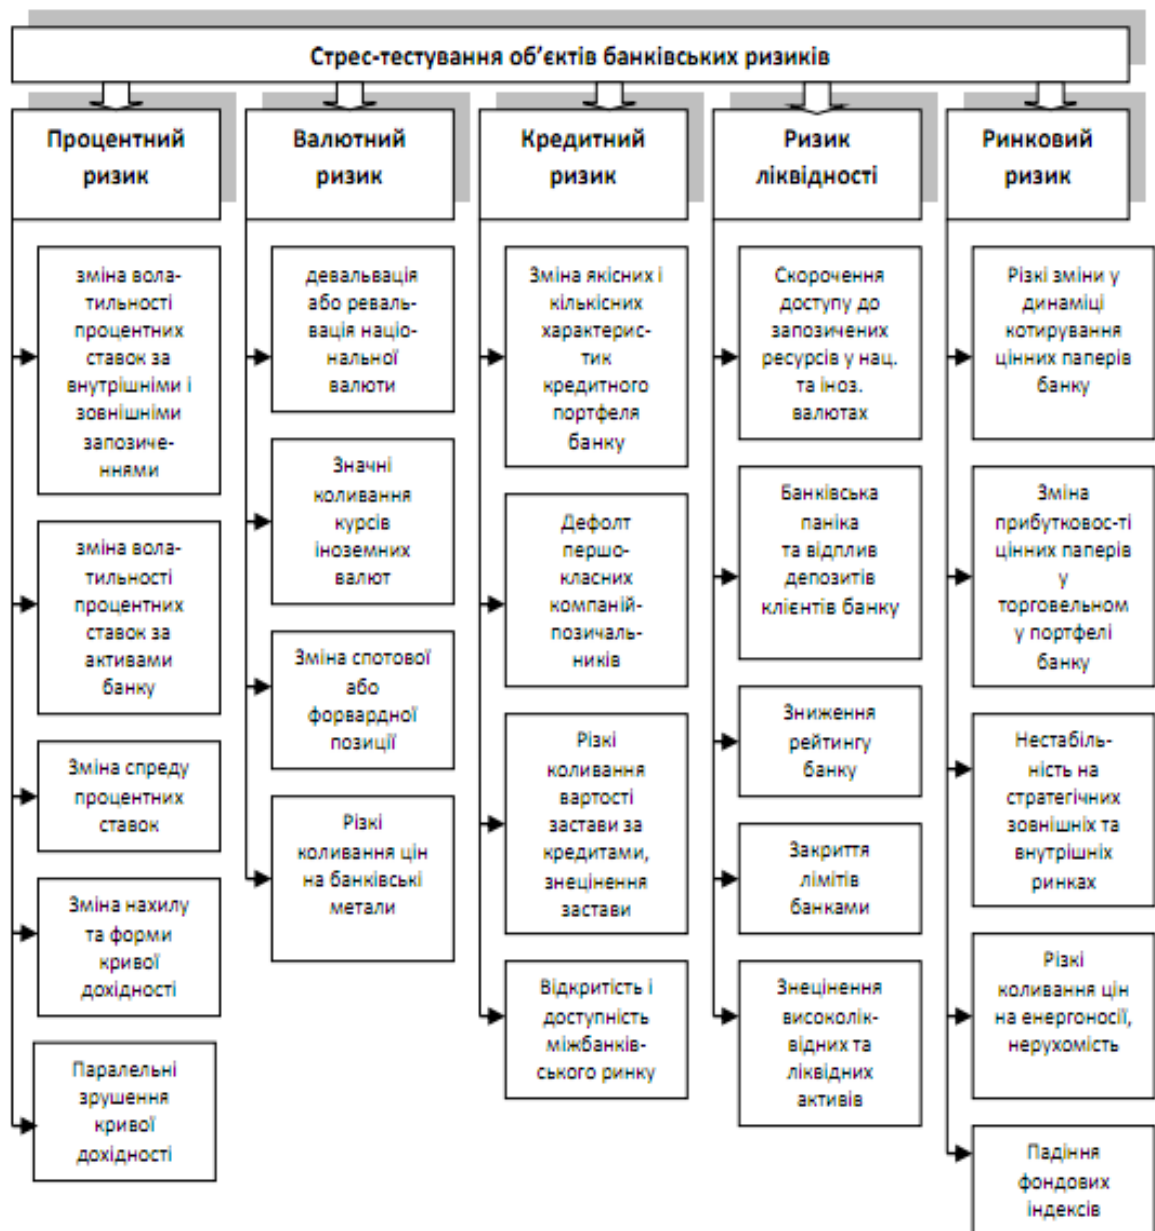 Стрес-тестування об’єктів банківських ризиків
Процентний
ризик
зміна вола-
тильності
процентних
ставок за
внутрішніми і
зовнішніми
запозиче-
ннями
зміна вола-
тильності
процентних
ставок за
активами
банку
Зміна спреду
процентних
ставок
Зміна нахилу
та форми
кривої
дохідності
Паралельні
зрушення
кривої
дохідності
Валютний
ризик
девальвація
або реваль-
вація націо-
нальної
валюти
Значні
коливання
курсів
іноземних
валют
Зміна спотової
або
форвардної
позиції
Різкі
коливання цін
на банківські
метали
Кредитний
ризик
Зміна якісних і
кількісних
характерис-
тик
кредитного
портфеля
банку
Дефолт
першо-
класних
компаній-
позичаль-
ників
Різкі
коливання
вартості
застави за
кредитами,
знецінення
застави
Відкритість і
доступність
міжбанків-
ського ринку
Ризик
ліквідності
Скорочення
доступу до
запозичених
ресурсів у нац.
та іноз.
валютах
Банківська
паніка
та відплив
депозитів
клієнтів банку
Зниження
рейтингу
банку
Закриття
лімітів
банками
Знецінення
високолік-
відних та
ліквідних
активів
Ринковий
ризик
Різкі зміни у
динаміці
котирування
цінних паперів
банку
Зміна
прибутковос-ті
цінних паперів
у
торговельном
у портфелі
банку
Нестабіль-
ність на
стратегічних
зовнішніх та
внутрішніх
ринках
Різкі
коливання цін
на енергоносії,
нерухомість
Падіння
фондових
індексів